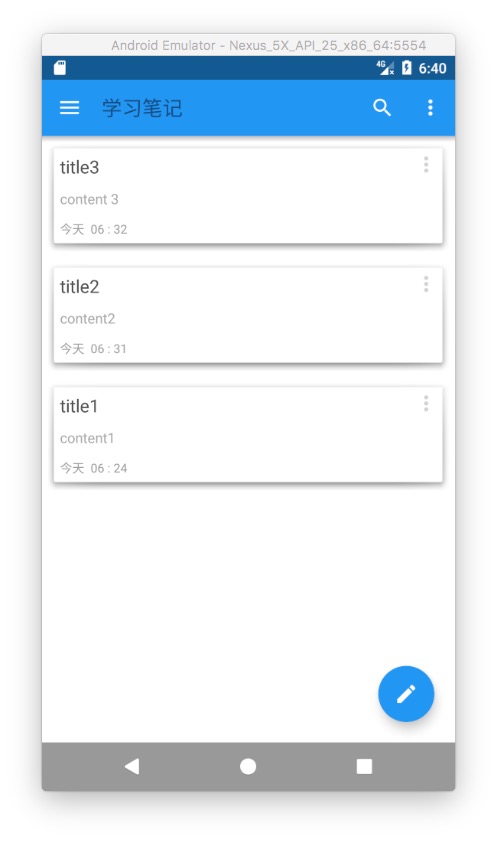 Android Emulator - Nexus_5X_API_25_x86_64:5554
4G 6:40
学习笔记
title3
content 3
今天 06 : 32
title2
content2
今天 06 : 31
title1
content1
今天 06 : 24